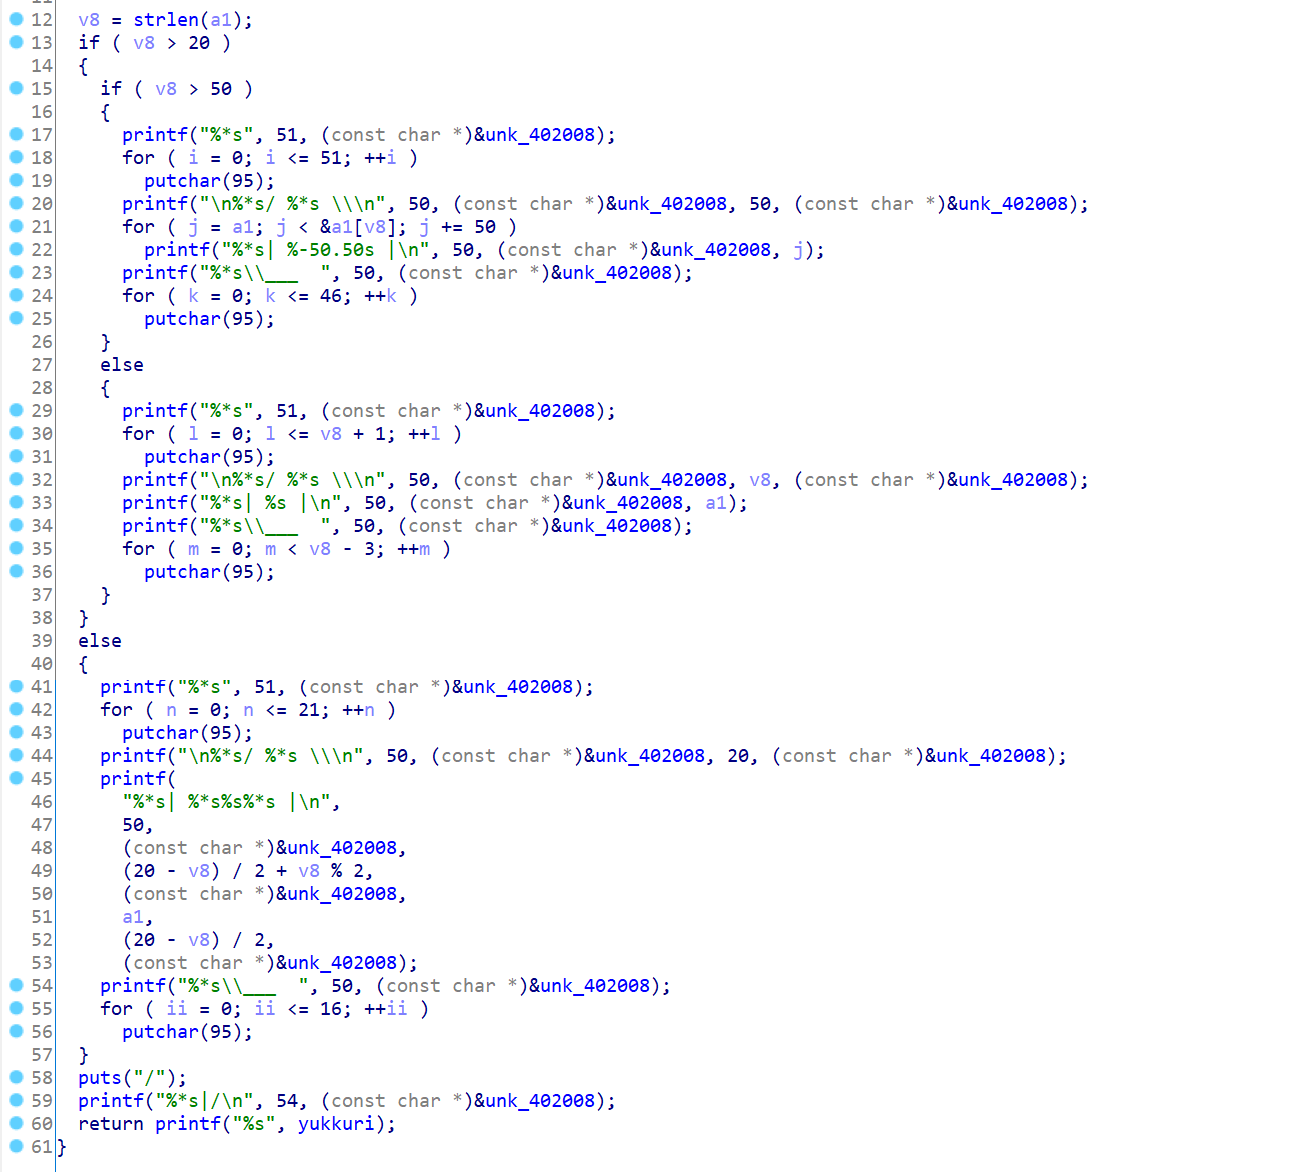 12 v8 = strlen(a1);
13 if ( v8 > 20 )
14 {
15 if ( v8 > 50 )
16 {
17 printf("%*s", 51, (const char *)&unk_402008);
18 for ( i = 0; i <= 51; ++i )
19 putchar(95);
20 printf("\n%*s/ %*s \\\n", 50, (const char *)&unk_402008, 50, (const char *)&unk_402008);
21 for ( j = a1; j < &a1[v8]; j += 50 )
22 printf("%*s| %-50.50s |\n", 50, (const char *)&unk_402008, j);
23 printf("%*s\\___  ", 50, (const char *)&unk_402008);
24 for ( k = 0; k <= 46; ++k )
25 putchar(95);
26 }
27 else
28 {
29 printf("%*s", 51, (const char *)&unk_402008);
30 for ( l = 0; l <= v8 + 1; ++l )
31 putchar(95);
32 printf("\n%*s/ %*s \\\n", 50, (const char *)&unk_402008, v8, (const char *)&unk_402008);
33 printf("%*s| %s |\n", 50, (const char *)&unk_402008, a1);
34 printf("%*s\\___  ", 50, (const char *)&unk_402008);
35 for ( m = 0; m < v8 - 3; ++m )
36 putchar(95);
37 }
38 }
39 else
40 {
41 printf("%*s", 51, (const char *)&unk_402008);
42 for ( n = 0; n <= 21; ++n )
43 putchar(95);
44 printf("\n%*s/ %*s \\\n", 50, (const char *)&unk_402008, 20, (const char *)&unk_402008);
45 printf(
46 "%*s| %*s%s%*s |\n",
47 50,
48 (const char *)&unk_402008,
49 (20 - v8) / 2 + v8 % 2,
50 (const char *)&unk_402008,
51 a1,
52 (20 - v8) / 2,
53 (const char *)&unk_402008);
54 printf("%*s\\___  ", 50, (const char *)&unk_402008);
55 for ( ii = 0; ii <= 16; ++ii )
56 putchar(95);
57 }
58 puts("/");
59 printf("%*s|/\n", 54, (const char *)&unk_402008);
60 return printf("%s", yukkuri);
61 }